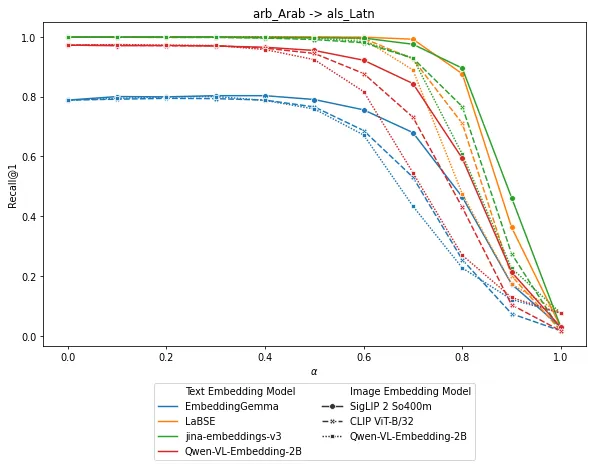 arb_Arab -> als_Latn
Recall@1
1.0
0.8
0.6
0.4
0.2
0.0
0.0 0.2 0.4 0.6 0.8 1.0
α
Text Embedding Model Image Embedding Model
EmbeddingGemma SigLIP 2 So400m
LaBSE CLIP ViT-B/32
jina-embeddings-v3 Qwen-VL-Embedding-2B
Qwen-VL-Embedding-2B